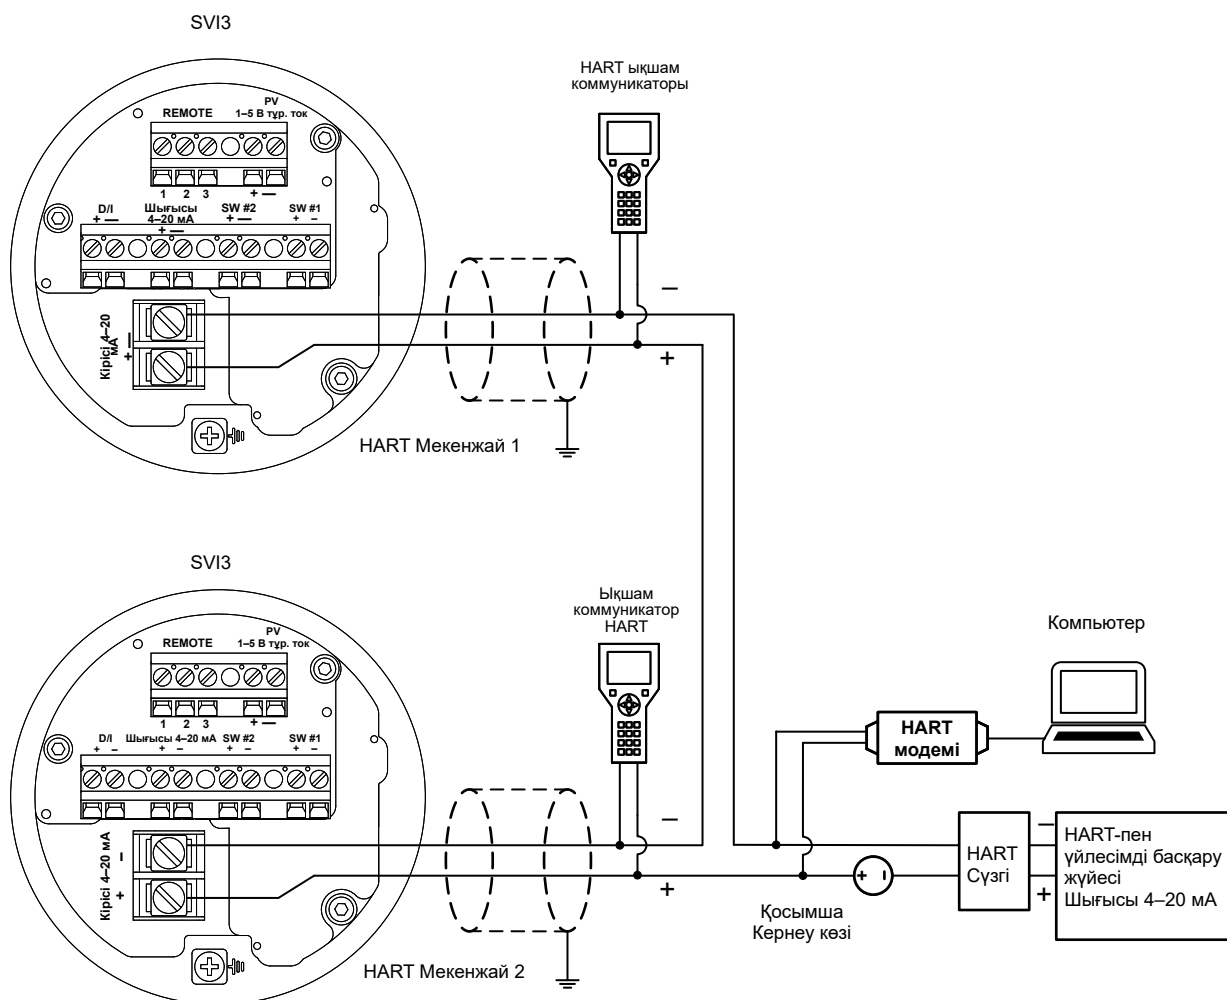 SVI3
HART ықшам
коммуникаторы
PV
REMOTE 1–5 В тұр. ток
1 2 3 + —
D/I Шығысы SW #2 SW #1
+ — 4–20 мА + — + –
+ —
Кірісі 4–20
мА
+ —
–
+
HART Мекенжай 1
SVI3
Ықшам
коммуникатор
HART
PV
REMOTE 1–5 В тұр. ток
1 2 3 + —
D/I Шығысы 4–20 мА SW #2 SW #1
+ – + – + – + –
Кірісі 4–20 мА
+ –
–
+
HART Мекенжай 2
Компьютер
HART
модемі
HART
Сүзгі
–
+
HART-пен
үйлесімді басқару
жүйесі
Шығысы 4–20 мА
+ –
Қосымша
Кернеу көзі